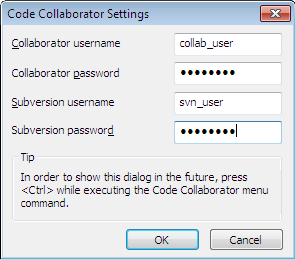 Code Collaborator Settings
Collaborator username collab_user
Collaborator password ●●●●●●●●
Subversion username svn_user
Subversion password ●●●●●●●●
Tip
In order to show this dialog in the future, press
<Ctrl> while executing the Code Collaborator menu
command.
OK Cancel